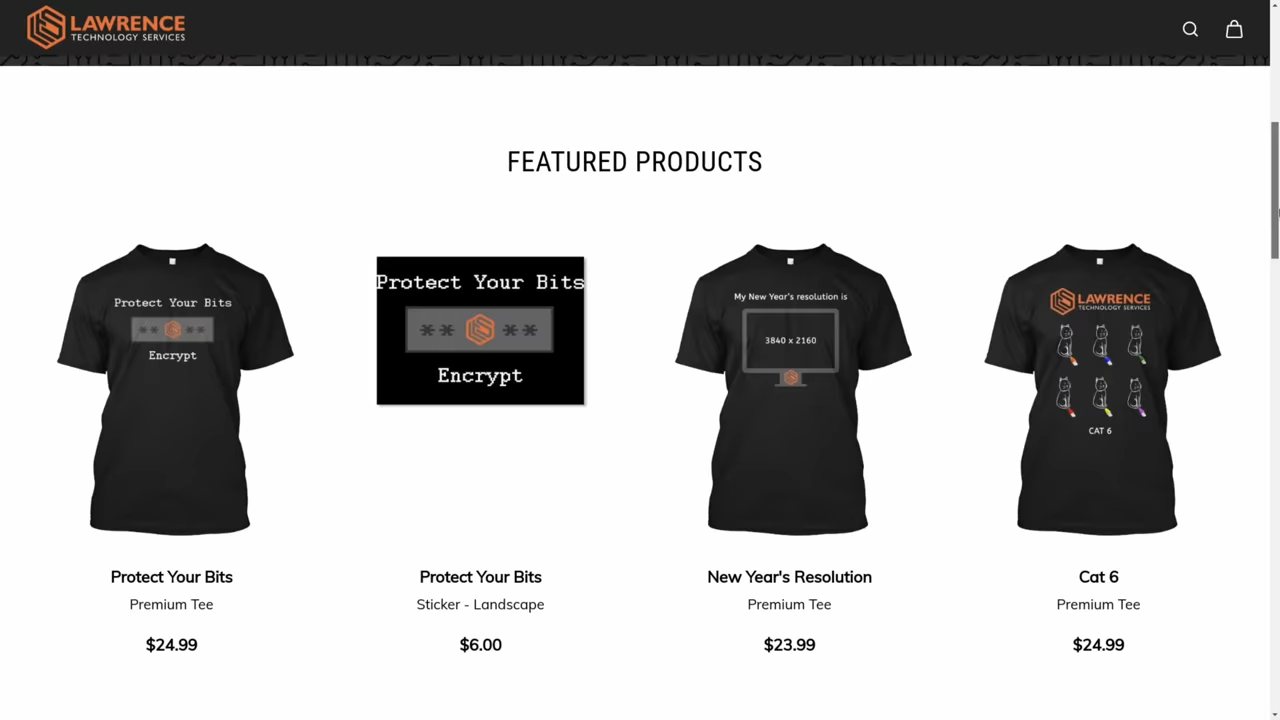 LAWRENCE
TECHNOLOGY SERVICES
FEATURED PRODUCTS
Protect Your Bits
** **
Encrypt
Protect Your Bits
** **
Encrypt
My New Year's resolution is
3840 x 2160
LAWRENCE
TECHNOLOGY SERVICES
CAT 6
Protect Your Bits
Premium Tee
$24.99
Protect Your Bits
Sticker - Landscape
$6.00
New Year's Resolution
Premium Tee
$23.99
Cat 6
Premium Tee
$24.99